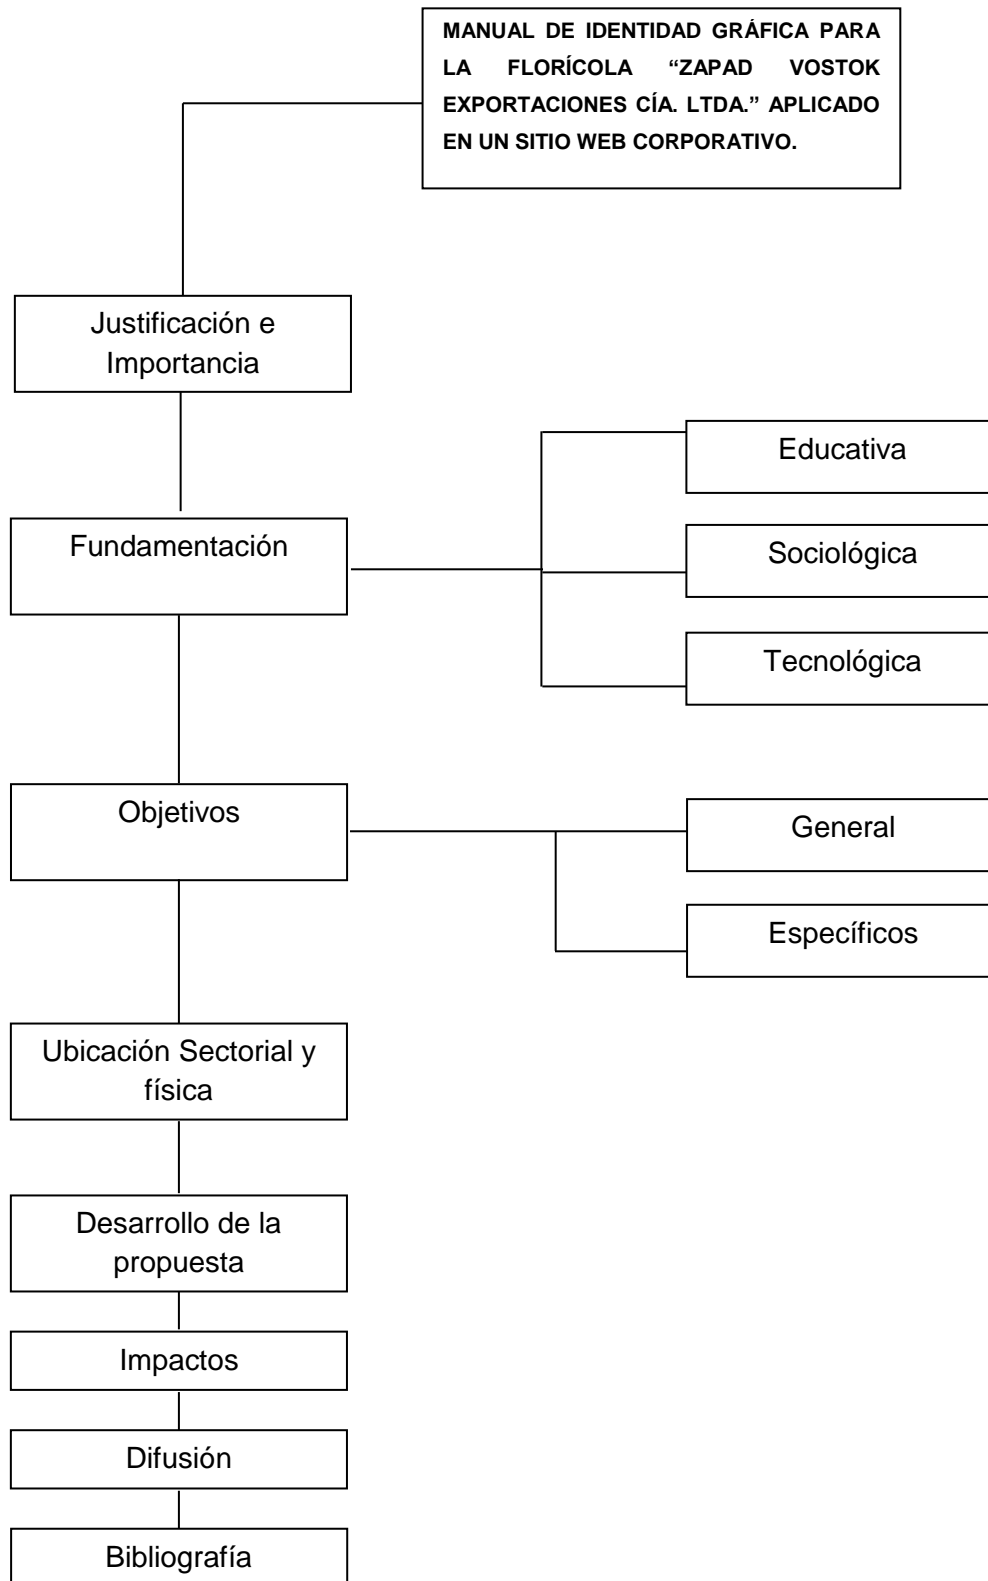 MANUAL DE IDENTIDAD GRÁFICA PARA
LA FLORÍCOLA “ZAPAD VOSTOK
EXPORTACIONES CÍA. LTDA.” APLICADO
EN UN SITIO WEB CORPORATIVO.
Justificación e
Importancia
Fundamentación
Educativa
Sociológica
Tecnológica
Objetivos
General
Específicos
Ubicación Sectorial y
física
Desarrollo de la
propuesta
Impactos
Difusión
Bibliografía